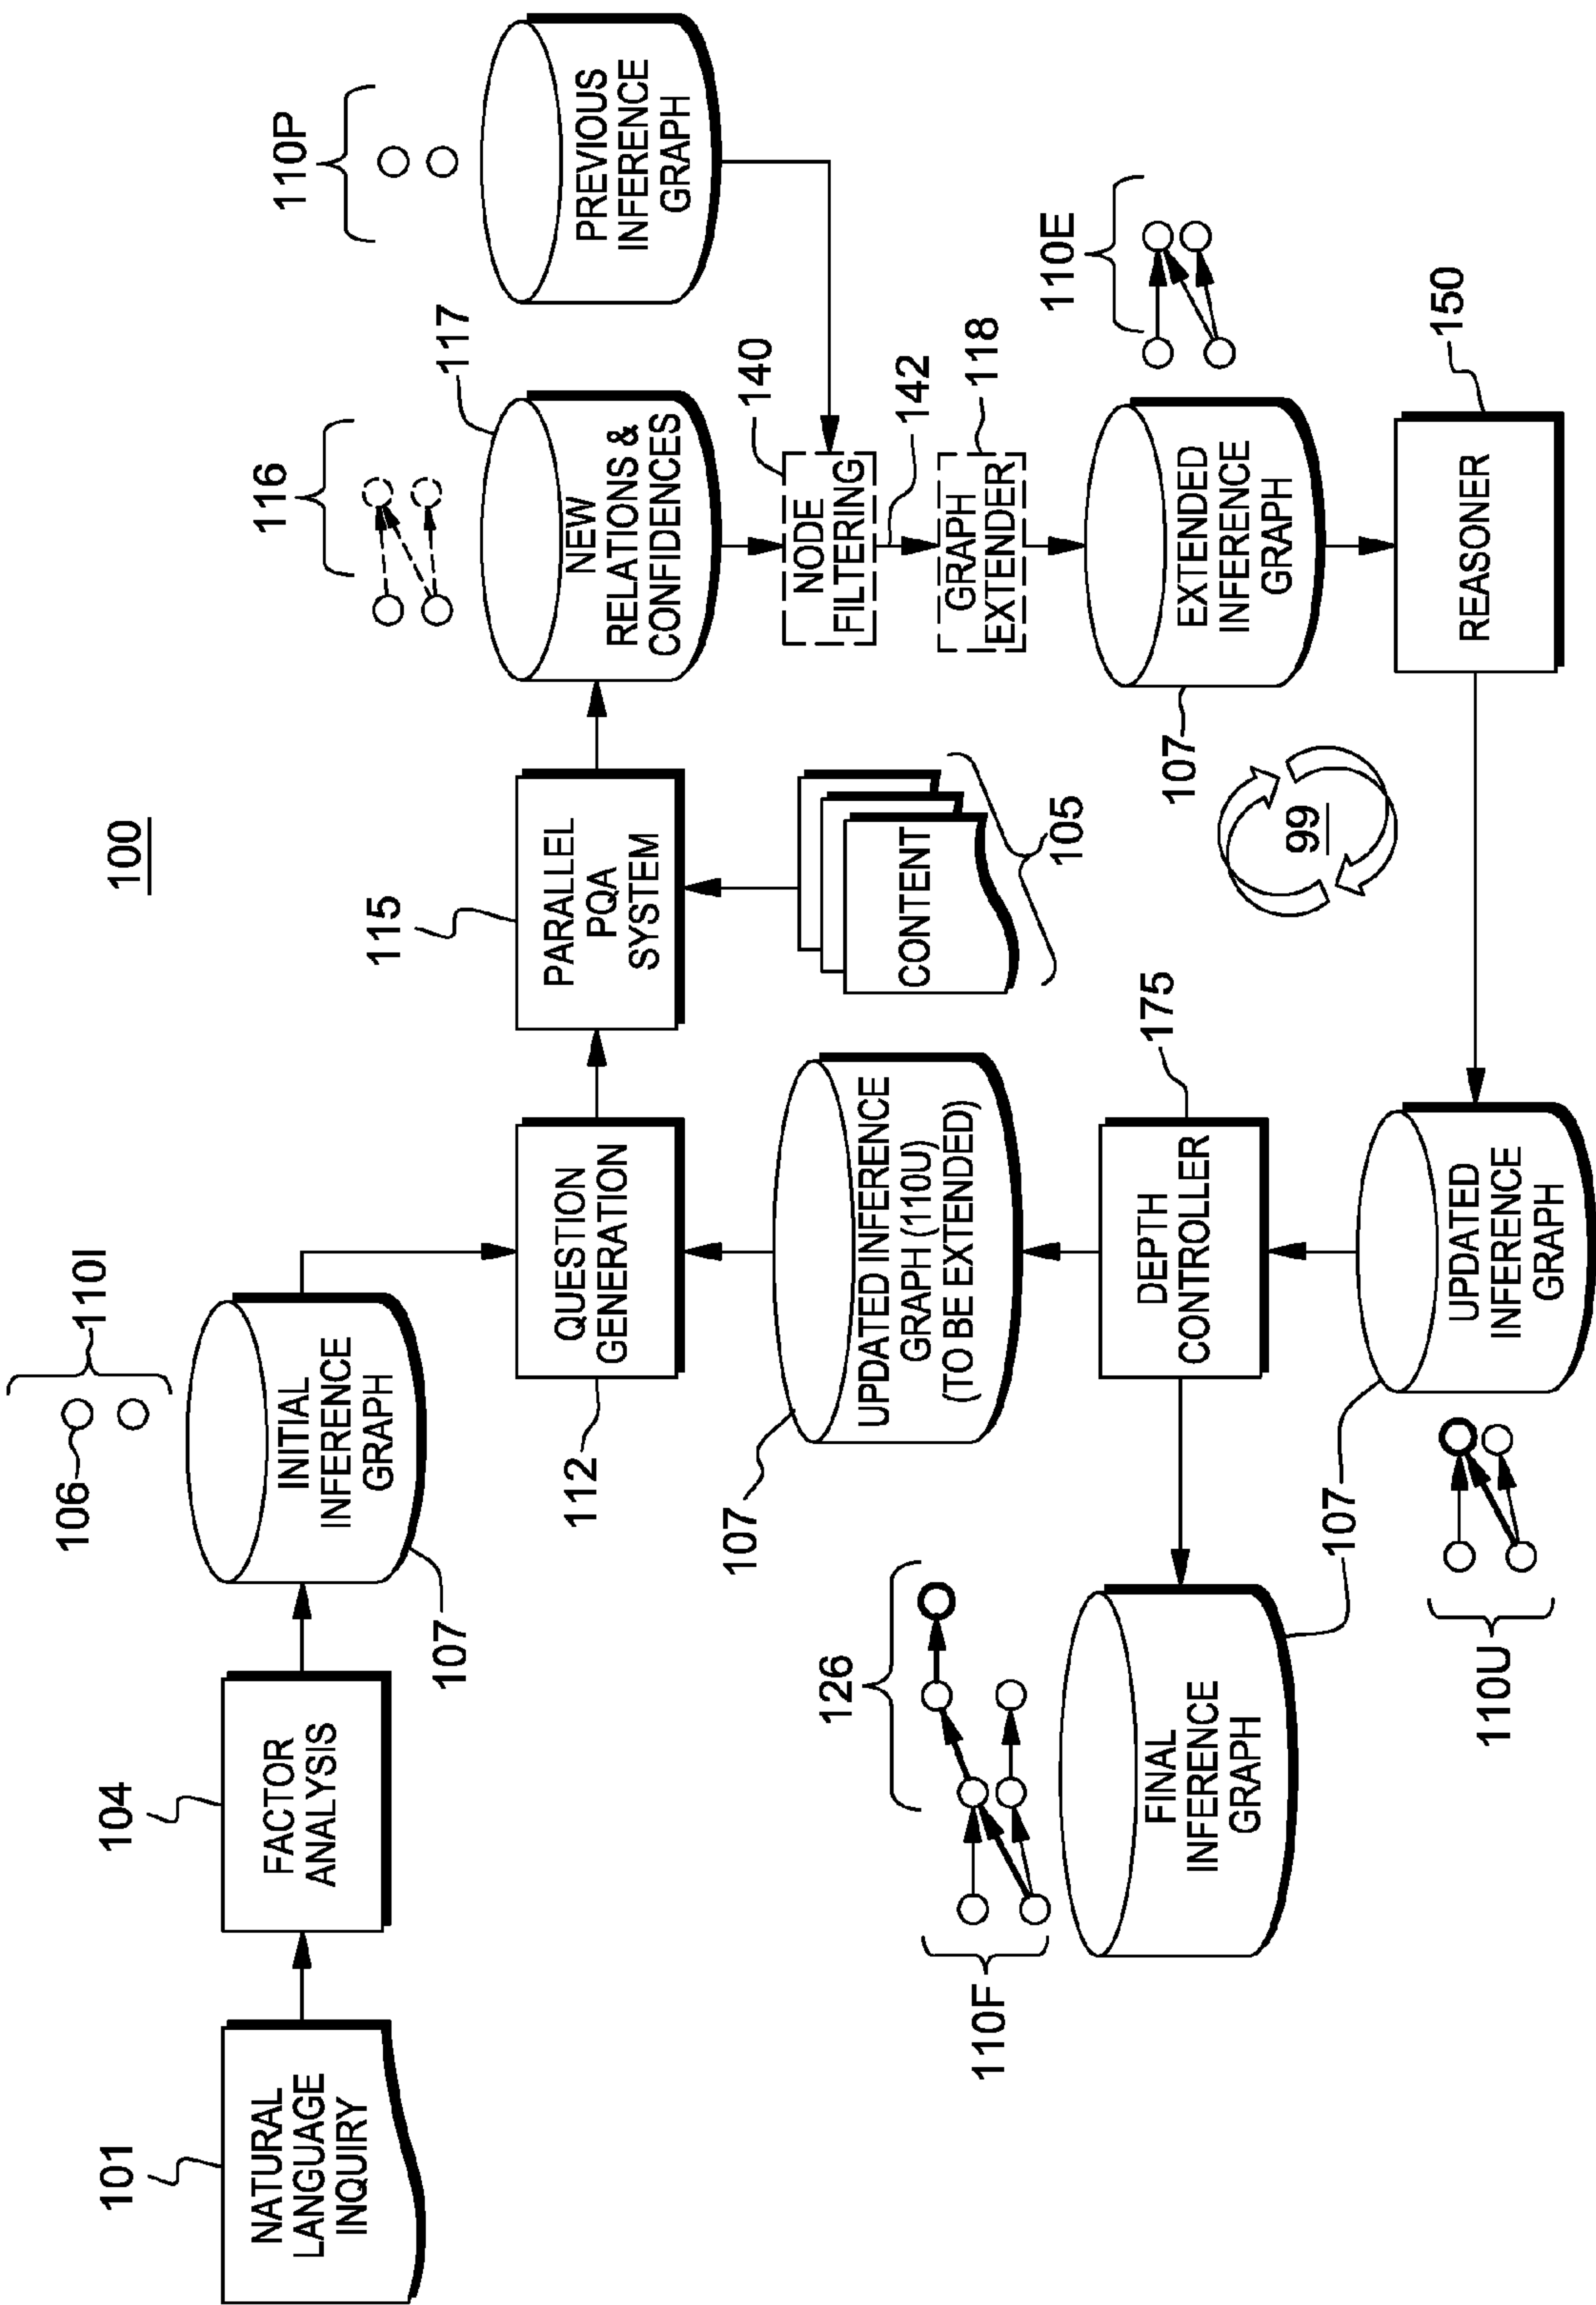 100
101
NATURAL
LANGUAGE
INQUIRY
104
FACTOR
ANALYSIS
106
110I
INITIAL
INFERENCE
GRAPH
107
112
QUESTION
GENERATION
115
PARALLEL
PQA
SYSTEM
116
117
NEW
RELATIONS &
CONFIDENCES
110P
PREVIOUS
INFERENCE
GRAPH
105
CONTENT
140
NODE
FILTERING
142
118
GRAPH
EXTENDER
110E
107
EXTENDED
INFERENCE
GRAPH
99
150
REASONER
107
UPDATED INFERENCE
GRAPH (110U)
(TO BE EXTENDED)
175
DEPTH
CONTROLLER
107
UPDATED
INFERENCE
GRAPH
110U
126
110F
FINAL
INFERENCE
GRAPH